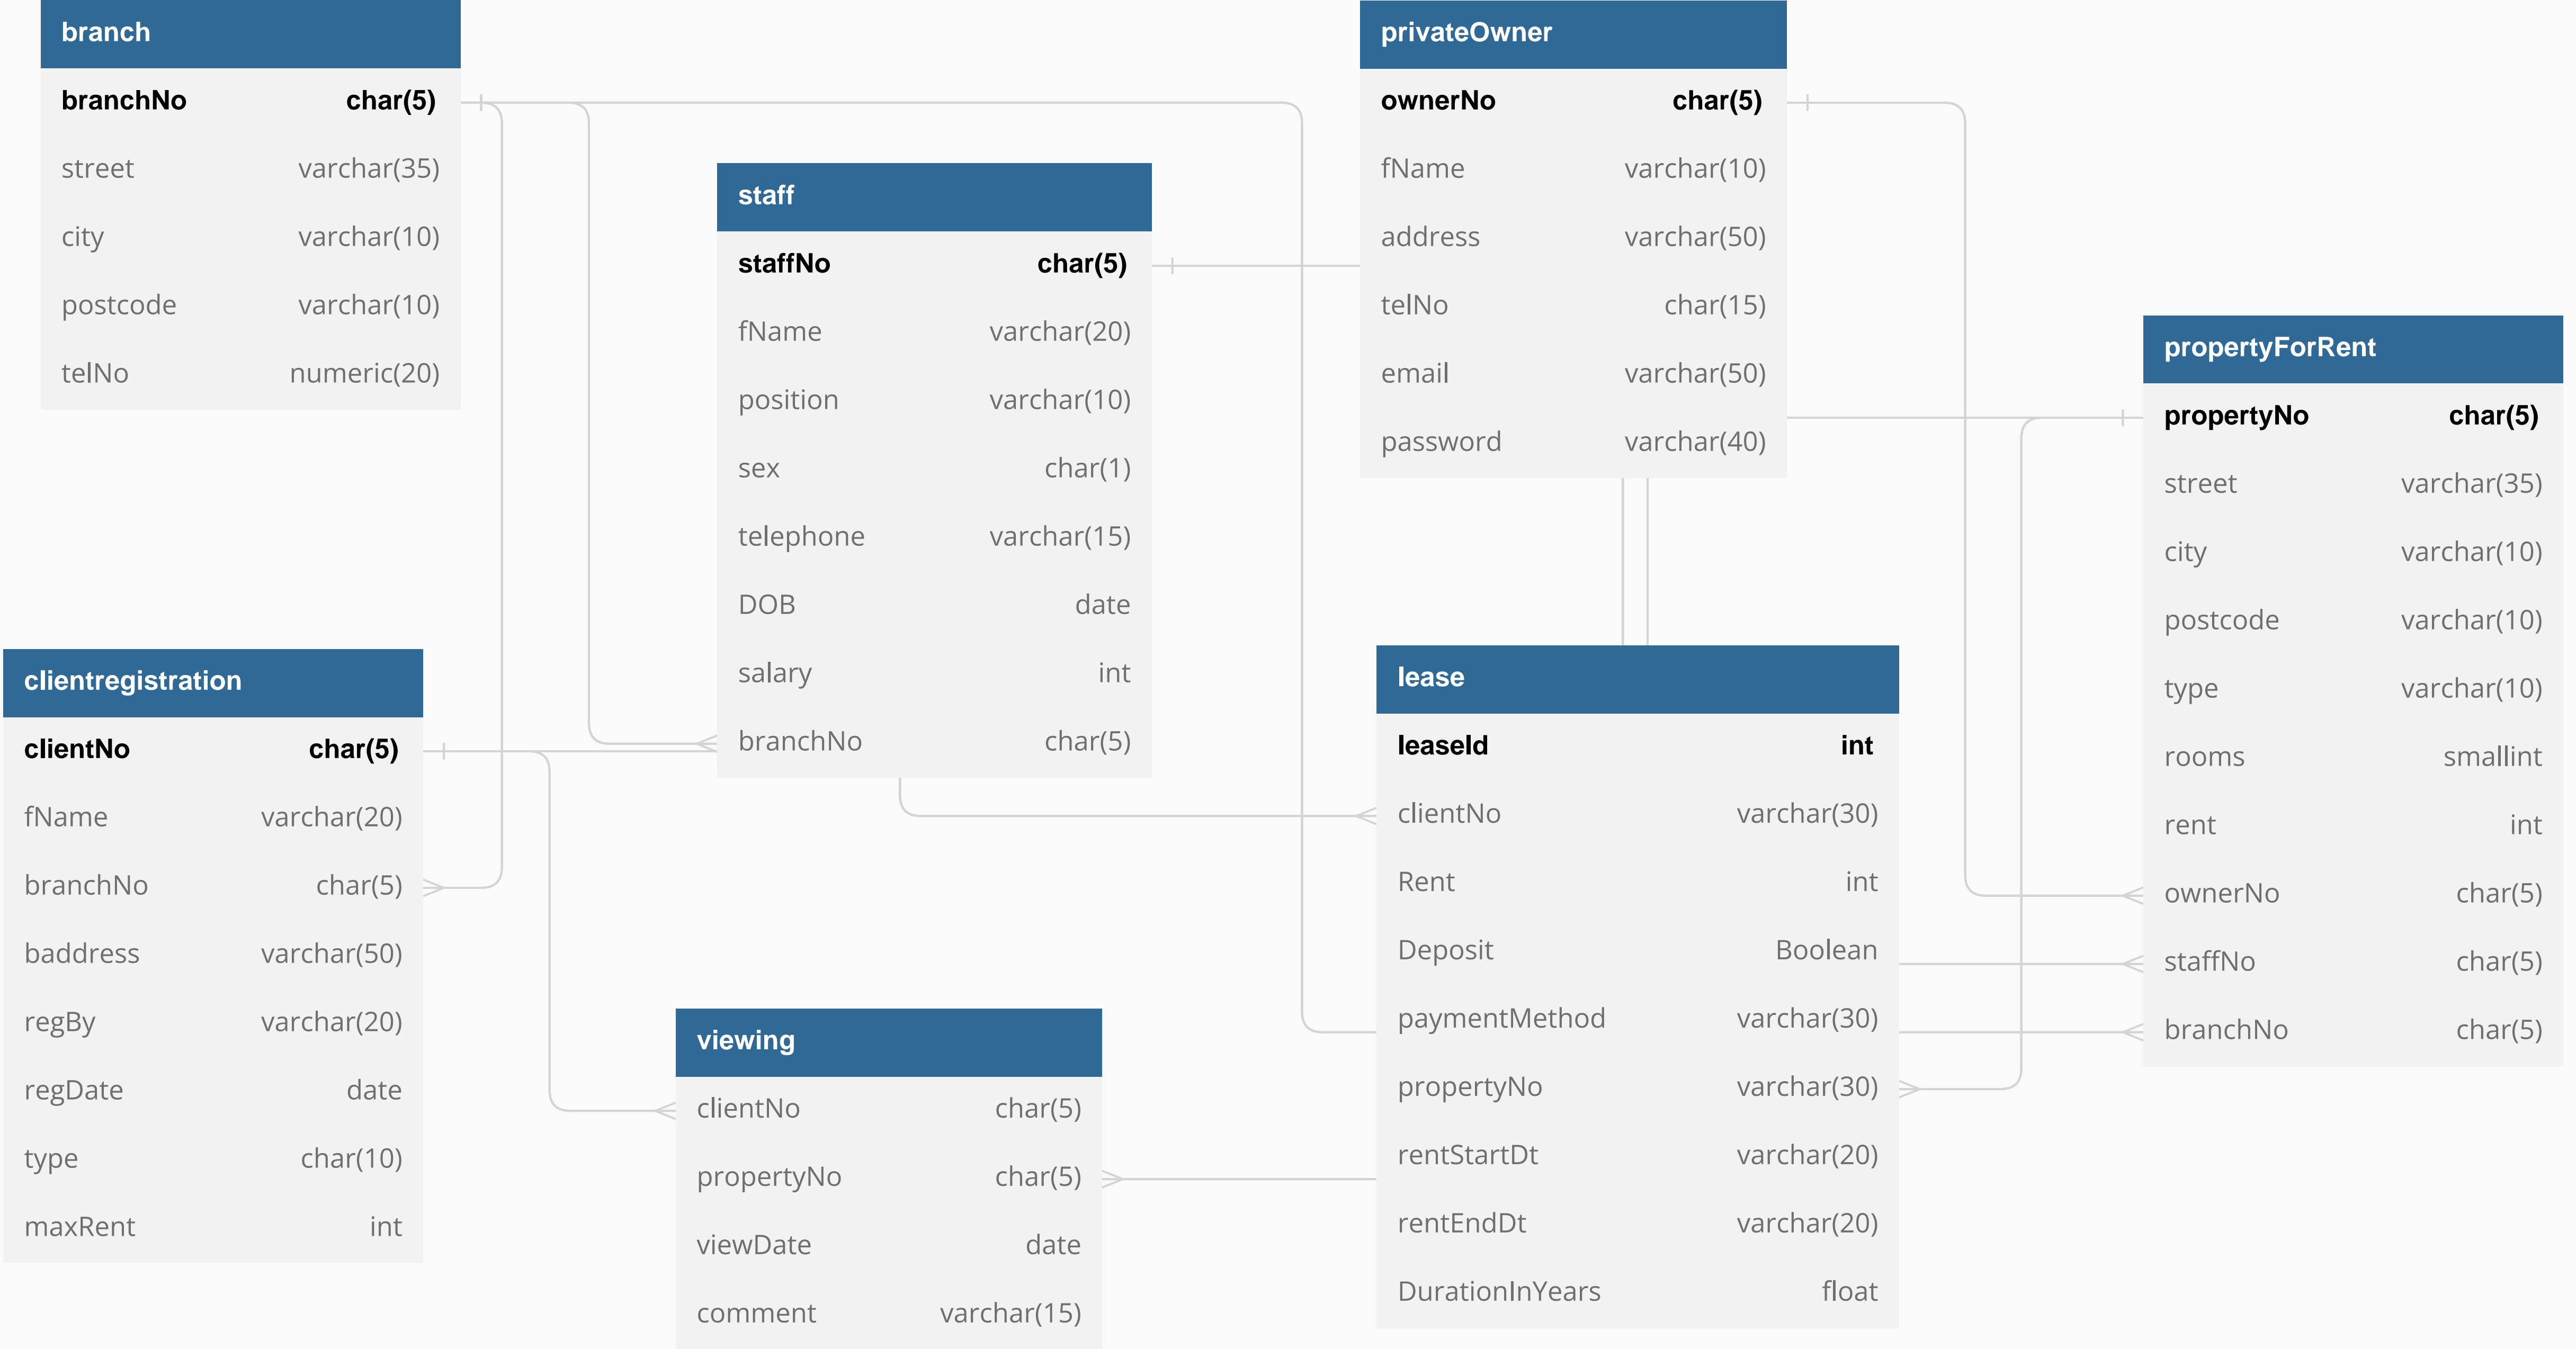 branch
branchNo char(5)
street varchar(35)
city varchar(10)
postcode varchar(10)
telNo numeric(20)
staff
staffNo char(5)
fName varchar(20)
position varchar(10)
sex char(1)
telephone varchar(15)
DOB date
salary int
branchNo char(5)
privateOwner
ownerNo char(5)
fName varchar(10)
address varchar(50)
telNo char(15)
email varchar(50)
password varchar(40)
propertyForRent
propertyNo char(5)
street varchar(35)
city varchar(10)
postcode varchar(10)
type varchar(10)
rooms smallint
rent int
ownerNo char(5)
staffNo char(5)
branchNo char(5)
clientregistration
clientNo char(5)
fName varchar(20)
branchNo char(5)
baddress varchar(50)
regBy varchar(20)
regDate date
type char(10)
maxRent int
viewing
clientNo char(5)
propertyNo char(5)
viewDate date
comment varchar(15)
lease
leaseId int
clientNo varchar(30)
Rent int
Deposit Boolean
paymentMethod varchar(30)
propertyNo varchar(30)
rentStartDt varchar(20)
rentEndDt varchar(20)
DurationInYears float